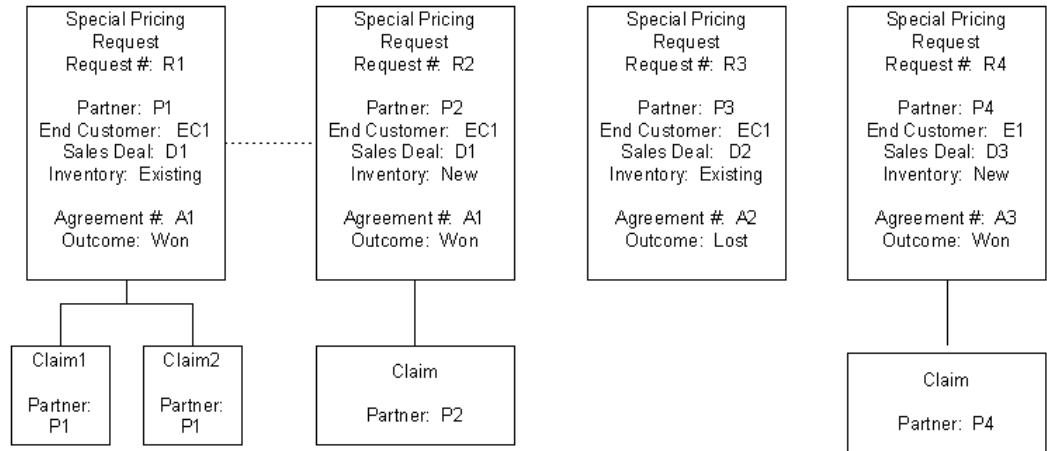 Special Pricing
Request
Request #: R1
Partner: P1
End Customer: EC1
Sales Deal: D1
Inventory: Existing
Agreement #: A1
Outcome: Won
Special Pricing
Request
Request #: R2
Partner: P2
End Customer: EC1
Sales Deal: D1
Inventory: New
Agreement #: A1
Outcome: Won
Special Pricing
Request
Request #: R3
Partner: P3
End Customer: EC1
Sales Deal: D2
Inventory: Existing
Agreement #: A2
Outcome: Lost
Special Pricing
Request
Request #: R4
Partner: P4
End Customer: E1
Sales Deal: D3
Inventory: New
Agreement #: A3
Outcome: Won
Claim1
Partner:
P1
Claim2
Partner:
P1
Claim
Partner: P2
Claim
Partner: P4